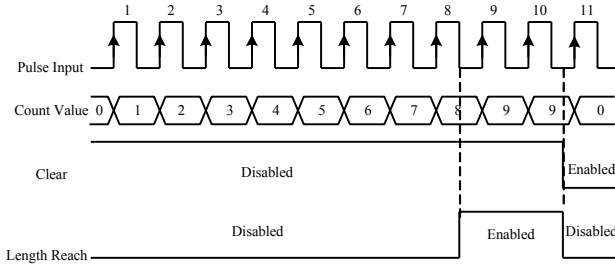 1 2 3 4 5 6 7 8 9 10 11
Pulse Input
Count Value 0 1 2 3 4 5 6 7 8 9 9 0
Clear Disabled Enabled
Length Reach Disabled Enabled Disabled